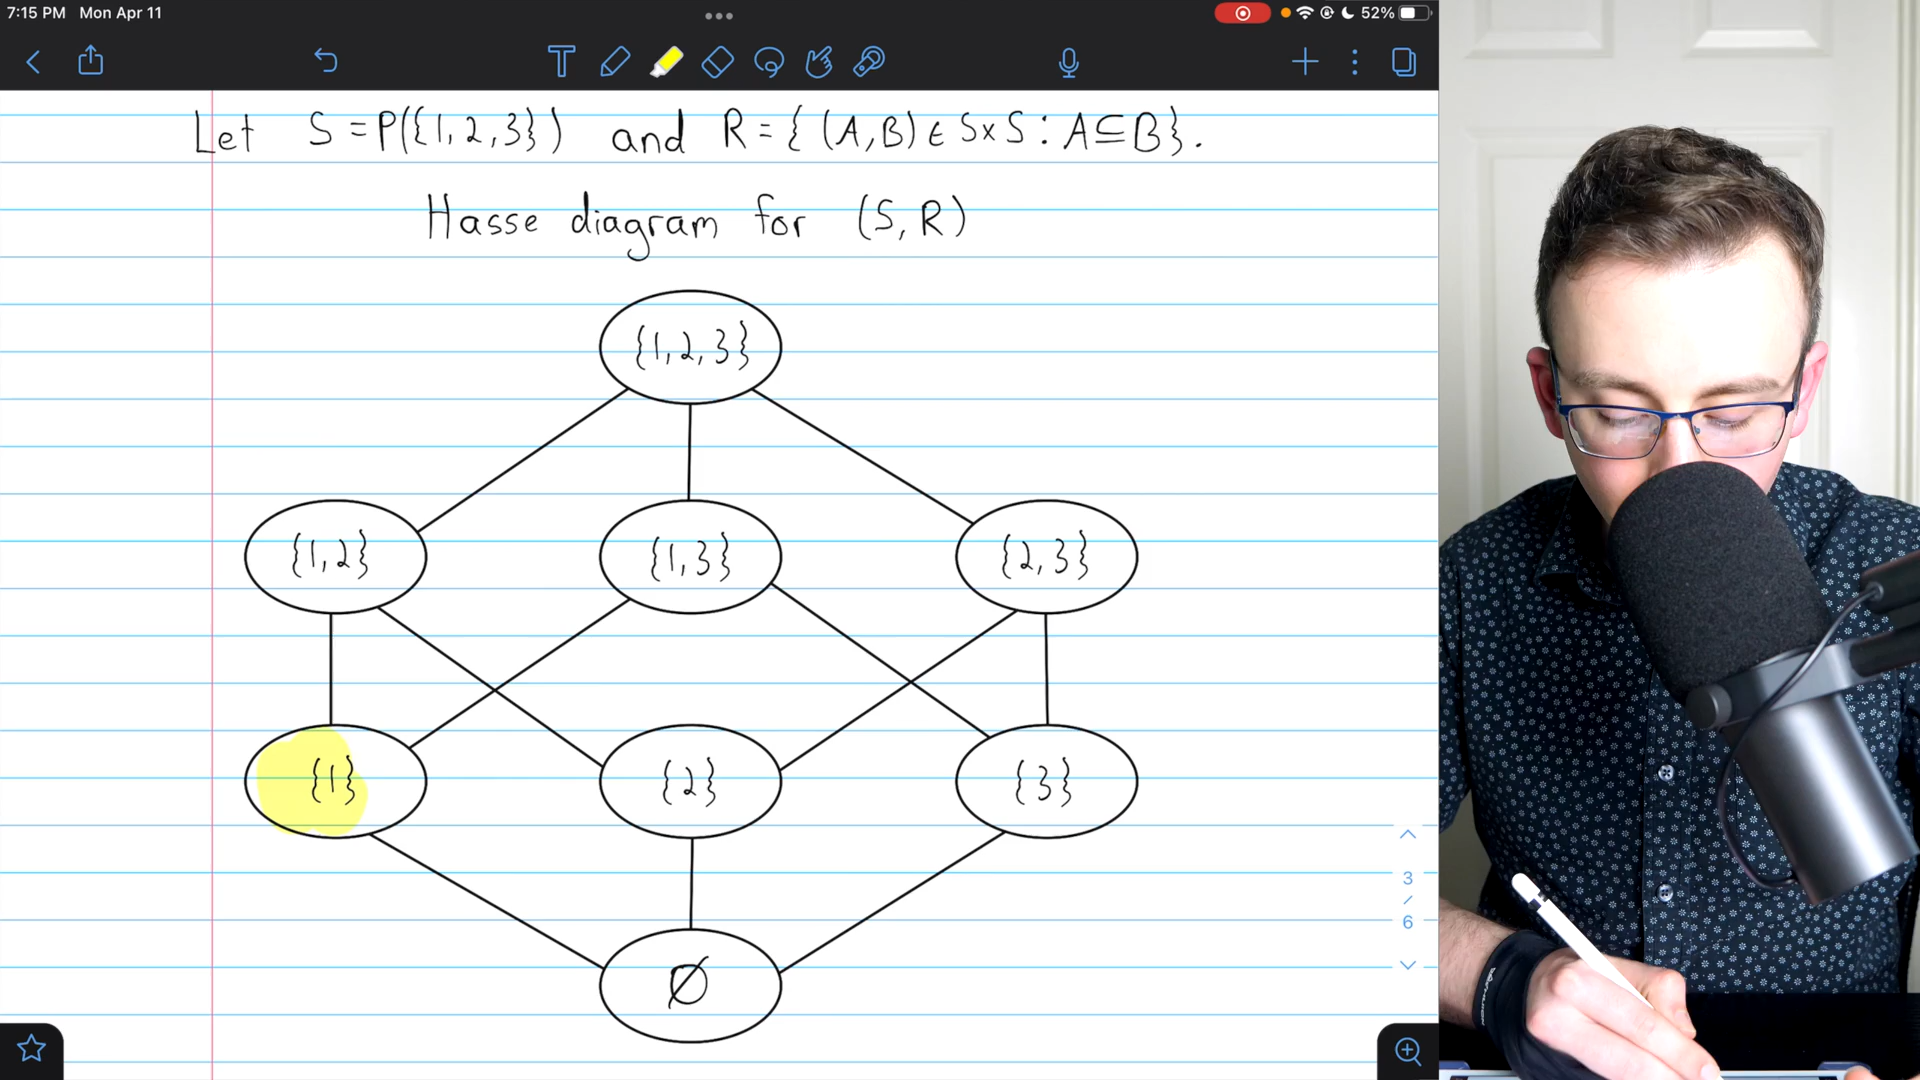 7:15 PM Mon Apr 11
52%
Let S = P({1,2,3}) and R = { (A,B) ∈ S×S : A⊆B}.
Hasse diagram for (S,R)
{1,2,3}
{1,2} {1,3} {2,3}
{1} {2} {3}
∅
3
/
6